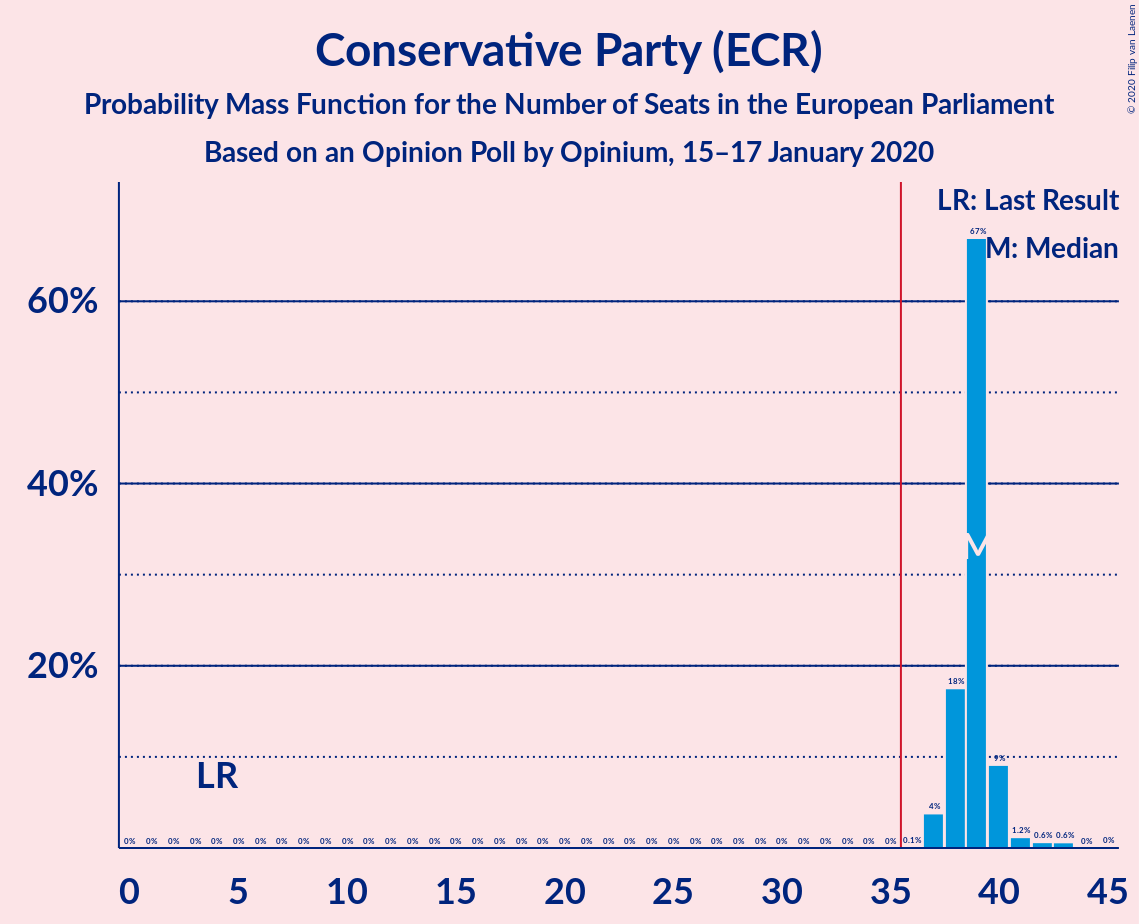 Conservative Party (ECR)
Probability Mass Function for the Number of Seats in the European Parliament
Based on an Opinion Poll by Opinium, 15–17 January 2020
© 2020 Filip van Laenen
LR: Last Result
M: Median
60%
40%
20%
67%
M
18%
LR
9%
4%
0% 0% 0% 0% 0% 0% 0% 0% 0% 0% 0% 0% 0% 0% 0% 0% 0% 0% 0% 0% 0% 0% 0% 0% 0% 0% 0% 0% 0% 0% 0% 0% 0% 0% 0% 0% 0.1% 1.2% 0.6% 0.6% 0% 0%
0 5 10 15 20 25 30 35 40 45